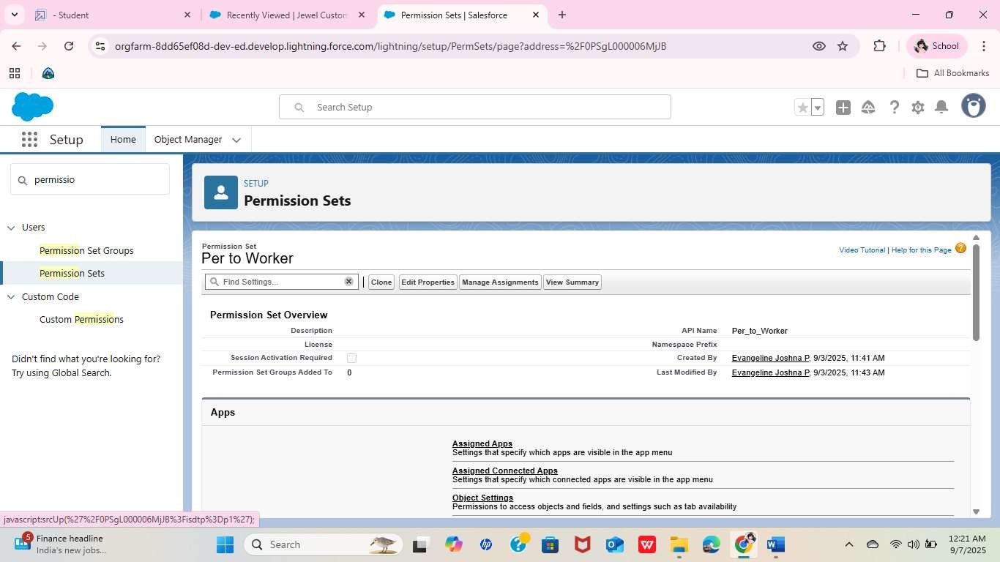 - Student
Recently Viewed | Jewel Custom
Permission Sets | Salesforce
orgfarm-8dd65ef08d-dev-ed.develop.lightning.force.com/lightning/setup/PermSets/page?address=%2F0PSgL000006MjJB
School
All Bookmarks
Search Setup
Setup
Home
Object Manager
permissio
Users
Permission Set Groups
Permission Sets
Custom Code
Custom Permissions
Didn't find what you're looking for?
Try using Global Search.
SETUP
Permission Sets
Permission Set
Per to Worker
Video Tutorial | Help for this Page ?
Find Settings...
Clone
Edit Properties
Manage Assignments
View Summary
Permission Set Overview
Description
API Name Per_to_Worker
License
Namespace Prefix
Session Activation Required
Created By Evangeline Joshna P, 9/3/2025, 11:41 AM
Permission Set Groups Added To 0
Last Modified By Evangeline Joshna P, 9/3/2025, 11:43 AM
Apps
Assigned Apps
Settings that specify which apps are visible in the app menu
Assigned Connected Apps
Settings that specify which connected apps are visible in the app menu
Object Settings
Permissions to access objects and fields, and settings such as tab availability
javascript:srcUp(%27%2F0PSgL000006MjJB%3Fisdtp%3Dp1%27);
5
Finance headline
India's new jobs...
Search
12:21 AM
9/7/2025